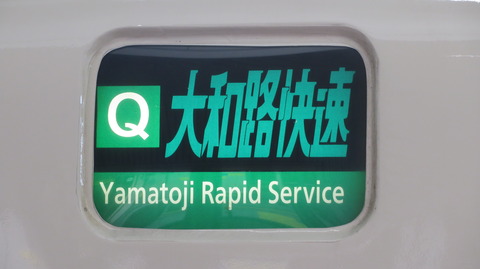 Q 大和路快速
Yamatoji Rapid Service